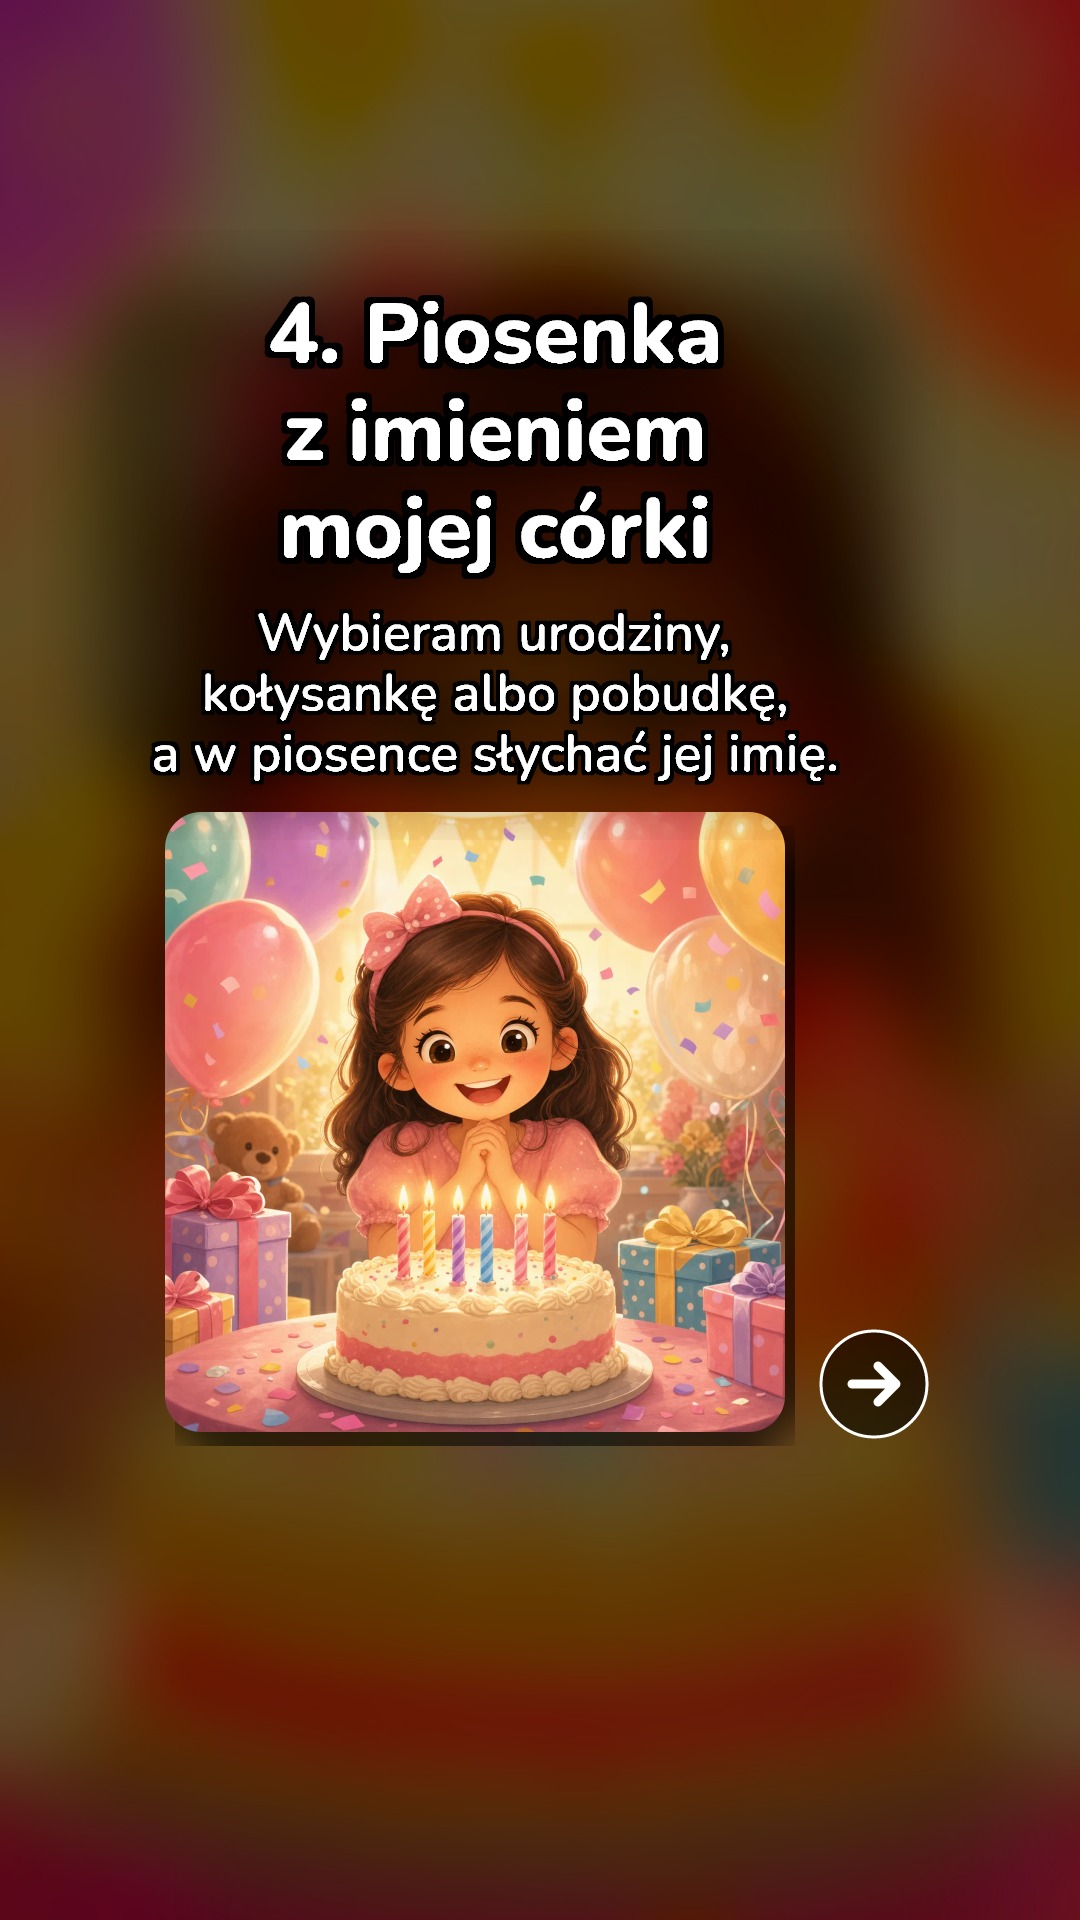 4. Piosenka
z imieniem
mojej córki
Wybieram urodziny,
kołysankę albo pobudkę,
a w piosence słychać jej imię.